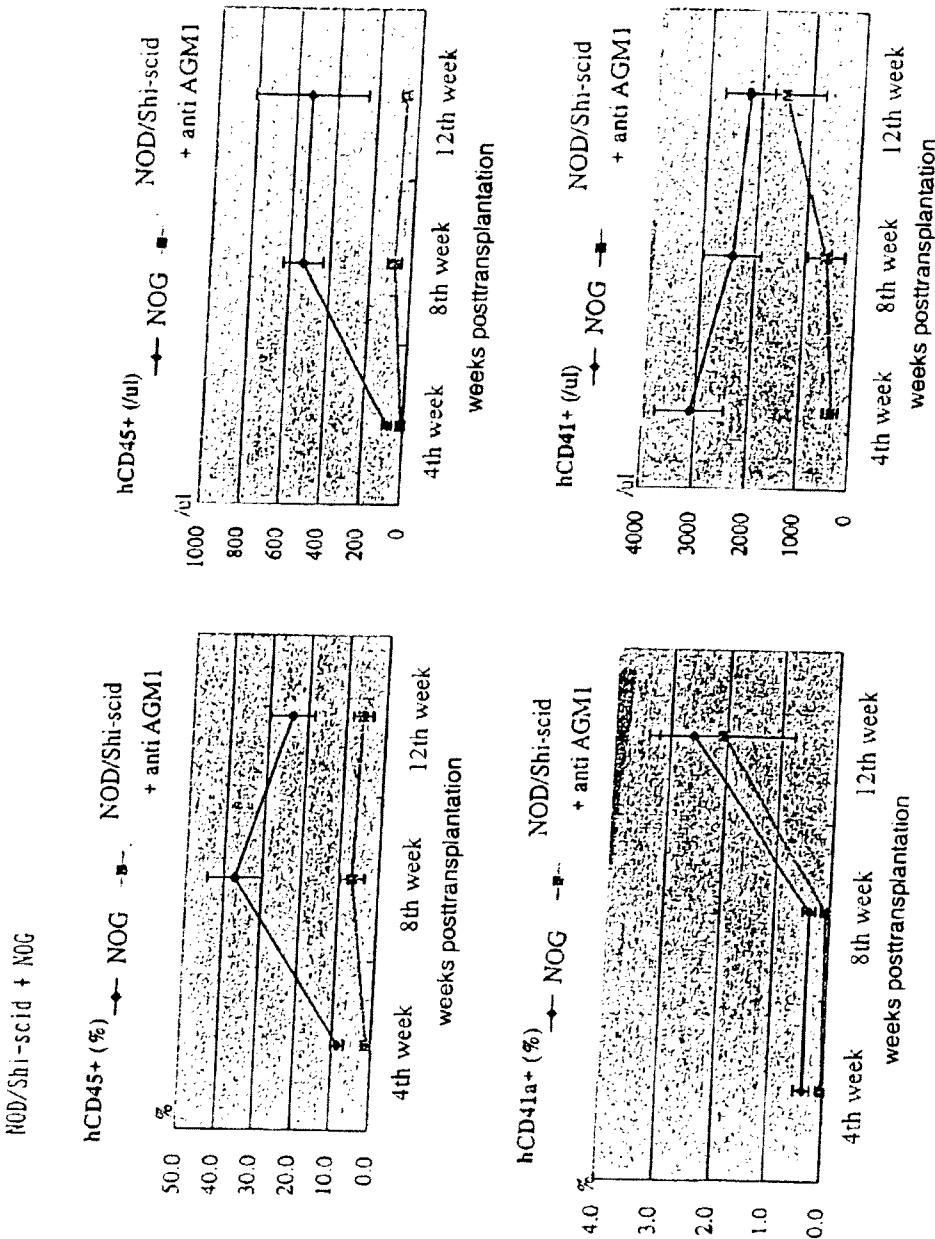 NOD/Shi-scid + NOG
hCD45+ (%)
NOG
NOD/Shi-scid
+ anti AGM1
%
50.0
40.0
30.0
20.0
10.0
0.0
4th week
8th week
12th week
weeks posttransplantation
hCD45+ (/ul)
NOG
NOD/Shi-scid
+ anti AGM1
/ul
1000
800
600
400
200
0
4th week
8th week
12th week
weeks posttransplantation
hCD41a+ (%)
NOG
NOD/Shi-scid
+ anti AGM1
%
4.0
3.0
2.0
1.0
0.0
4th week
8th week
12th week
weeks posttransplantation
hCD41+ (/ul)
NOG
NOD/Shi-scid
+ anti AGM1
/ul
4000
3000
2000
1000
0
4th week
8th week
12th week
weeks posttransplantation